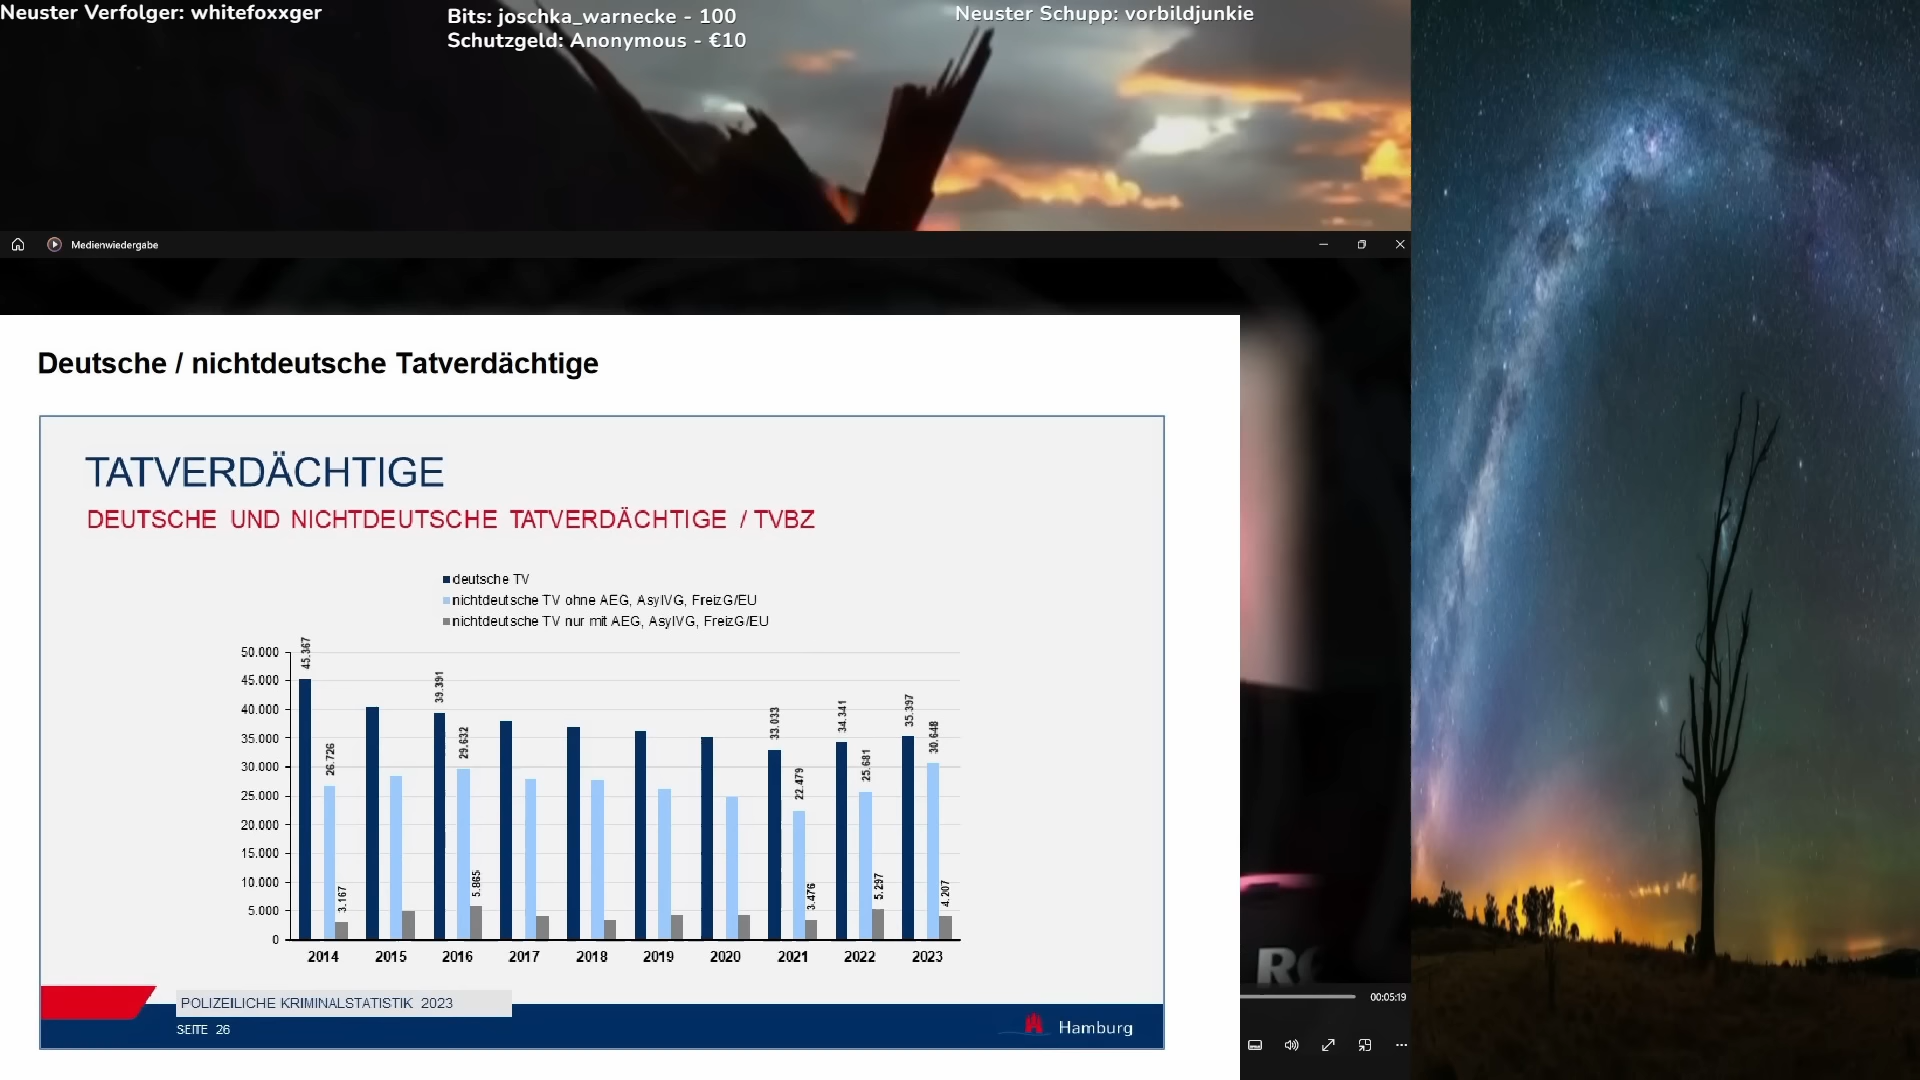 Neuster Verfolger: whitefoxxger
Bits: joschka_warnecke - 100
Schutzgeld: Anonymous - €10
Neuster Schupp: vorbildjunkie
Medienwiedergabe
Deutsche / nichtdeutsche Tatverdächtige
TATVERDÄCHTIGE
DEUTSCHE UND NICHTDEUTSCHE TATVERDÄCHTIGE / TVBZ
deutsche TV
nichtdeutsche TV ohne AEG, AsylVG, FreizG/EU
nichtdeutsche TV nur mit AEG, AsylVG, FreizG/EU
50.000
45.000
40.000
35.000
30.000
25.000
20.000
15.000
10.000
5.000
0
45.367
26.726
3.167
39.391
29.632
5.865
33.033
22.479
3.476
34.341
25.681
5.297
35.397
30.648
4.207
2014 2015 2016 2017 2018 2019 2020 2021 2022 2023
POLIZEILICHE KRIMINALSTATISTIK 2023
SEITE 26
Hamburg
00:05:19